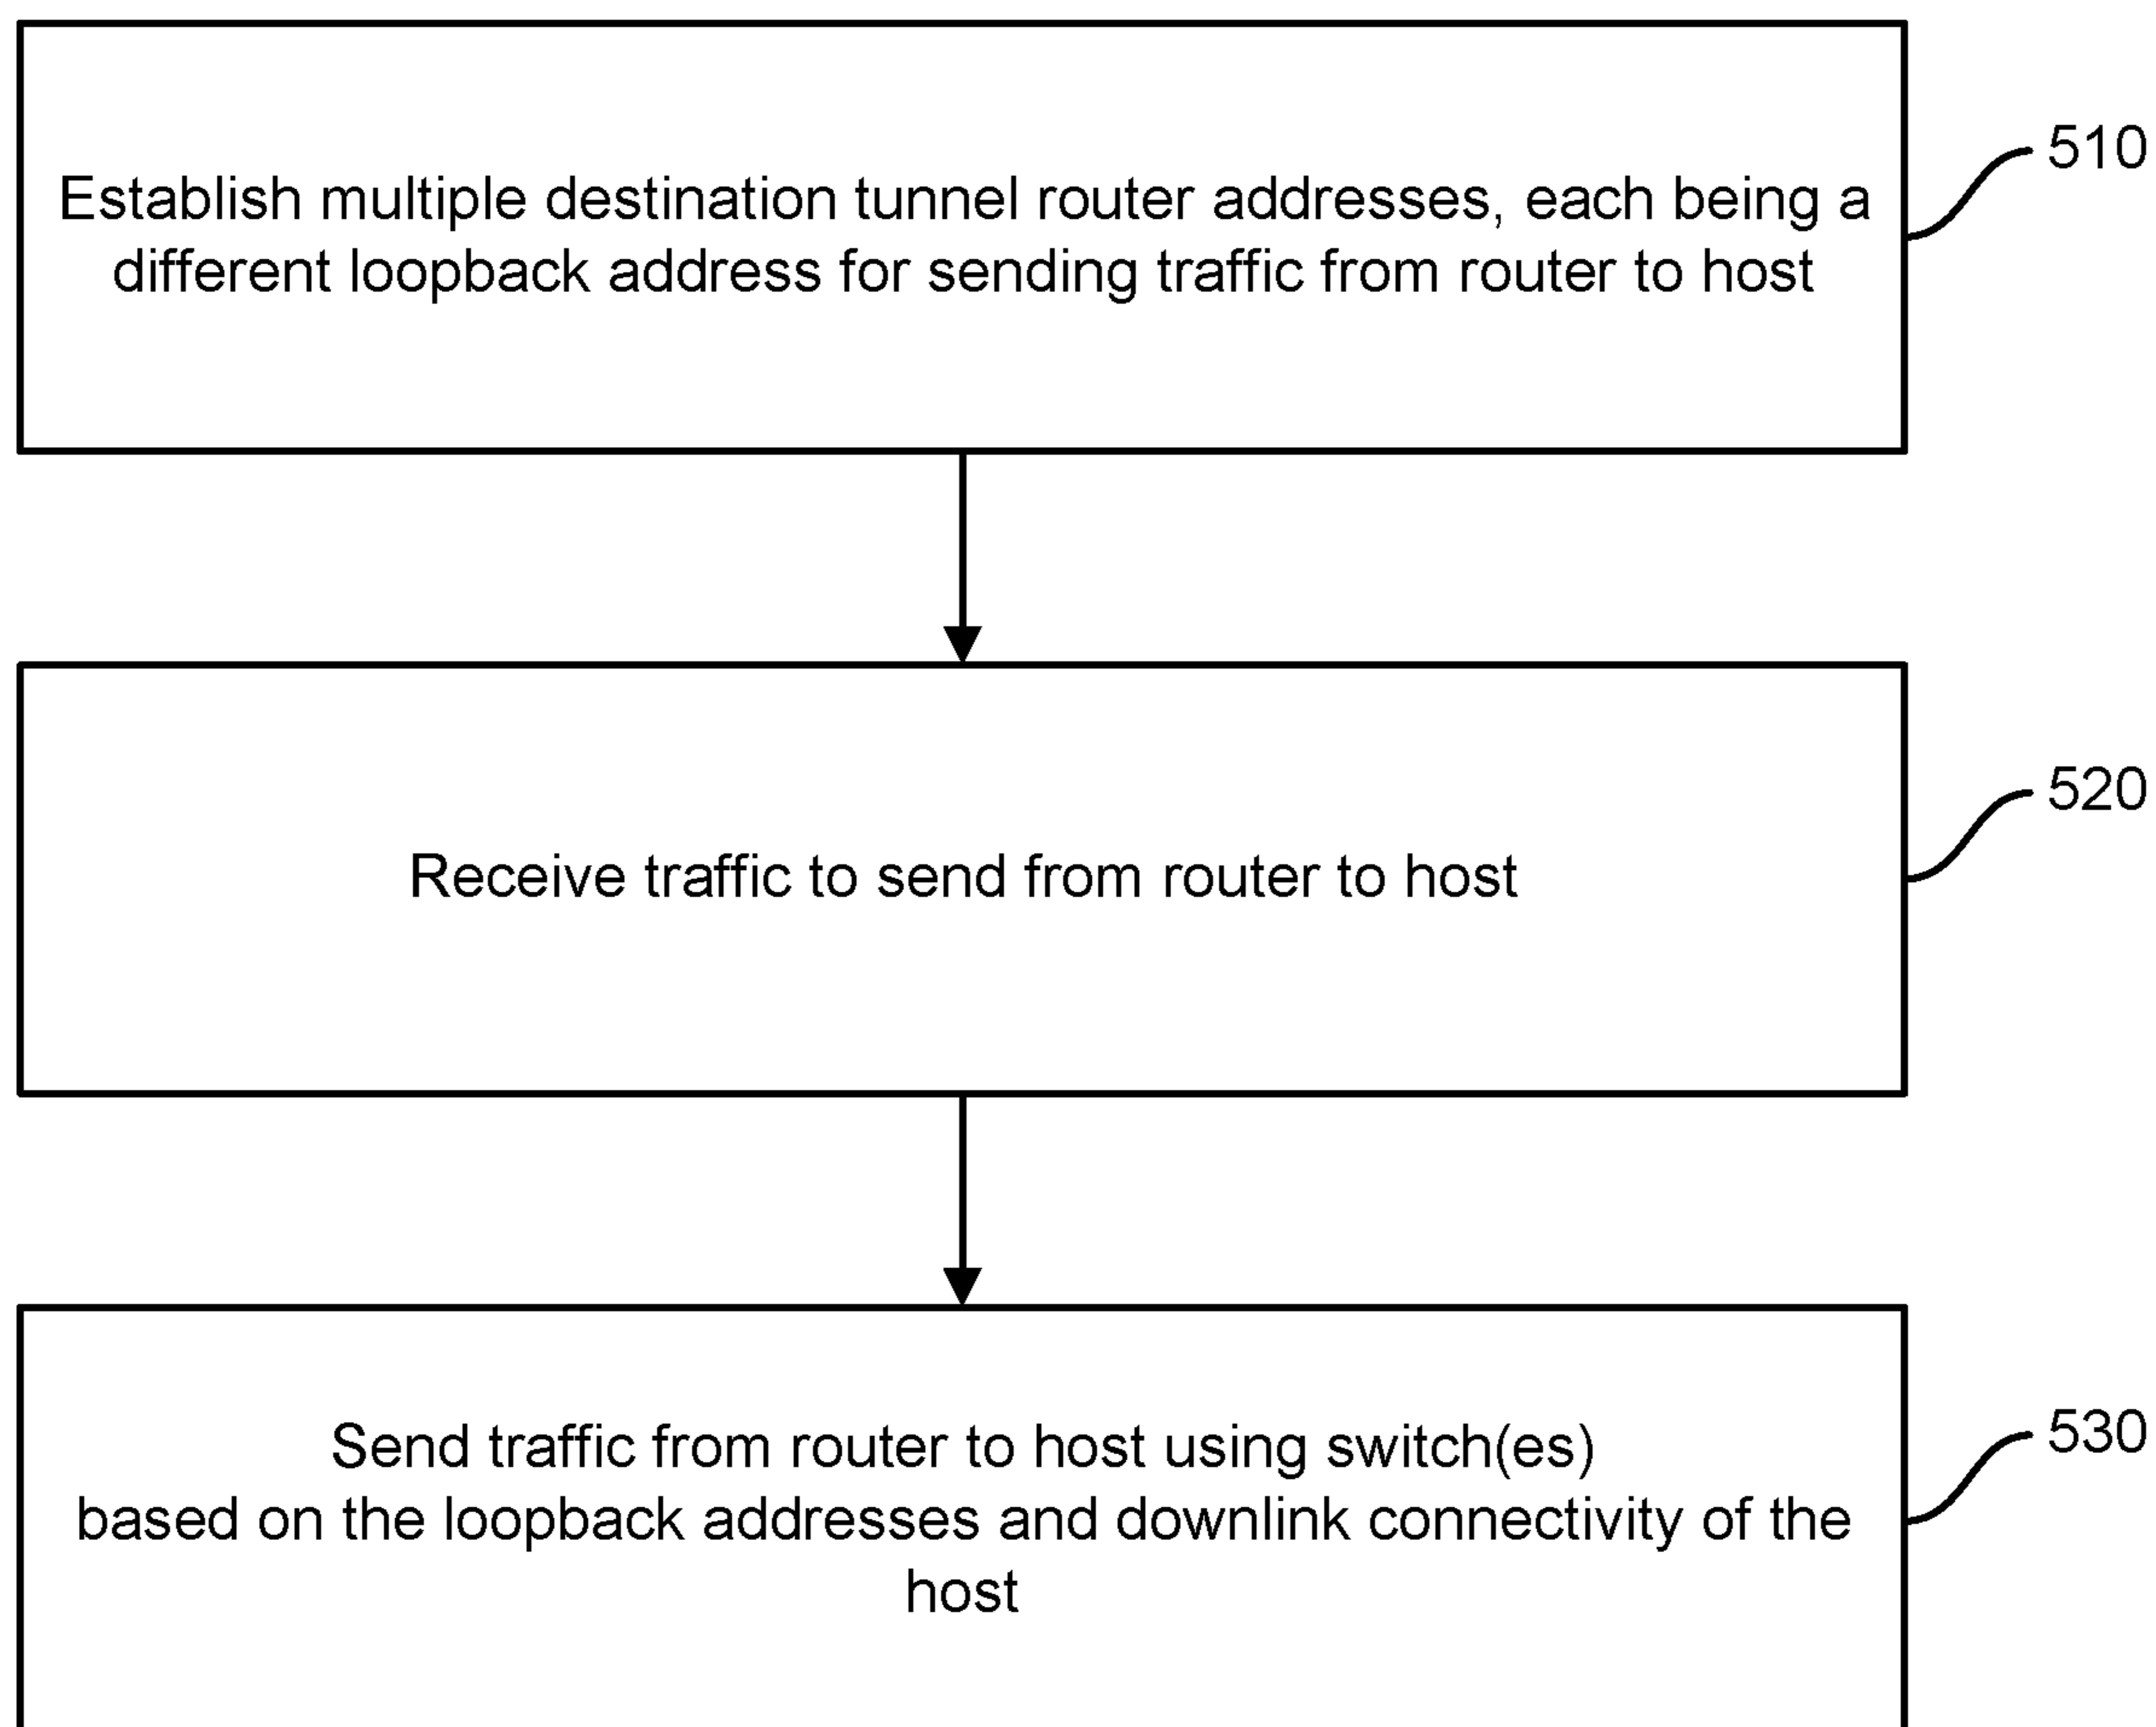 510
Establish multiple destination tunnel router addresses, each being a
different loopback address for sending traffic from router to host
520
Receive traffic to send from router to host
530
Send traffic from router to host using switch(es)
based on the loopback addresses and downlink connectivity of the
host